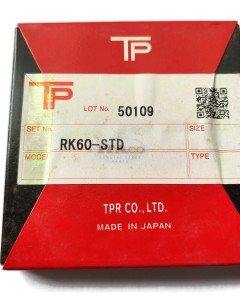 TP
TP
LOT No. 50109
SET No. SIZE
RK60-STD
MODEL TYPE
TPR CO., LTD.
MADE IN JAPAN